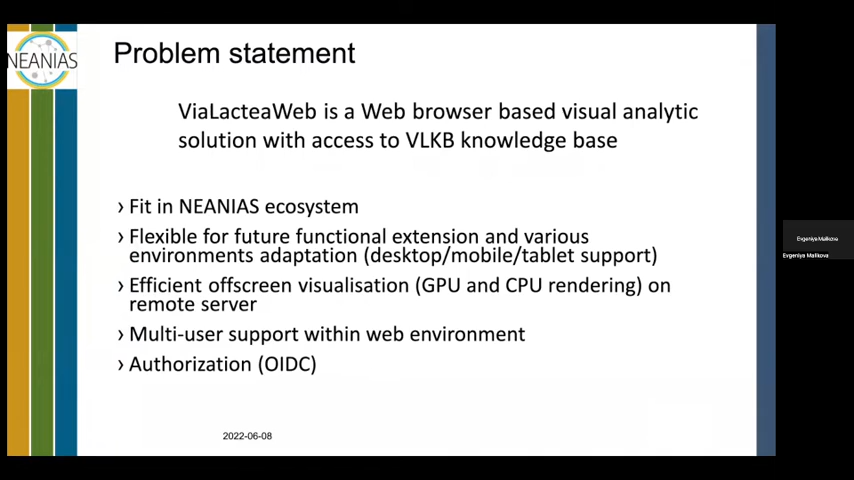 NEANIAS
Problem statement
ViaLacteaWeb is a Web browser based visual analytic
solution with access to VLKB knowledge base
› Fit in NEANIAS ecosystem
› Flexible for future functional extension and various
environments adaptation (desktop/mobile/tablet support)
› Efficient offscreen visualisation (GPU and CPU rendering) on
remote server
› Multi-user support within web environment
› Authorization (OIDC)
2022-06-08
Evgeniya Malikova
Evgeniya Malikova